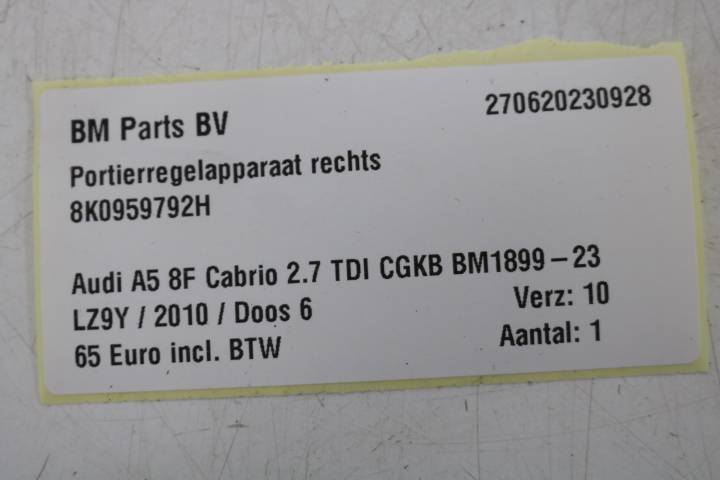 BM Parts BV 270620230928
Portierregelapparaat rechts
8K0959792H
Audi A5 8F Cabrio 2.7 TDI CGKB BM1899-23
LZ9Y / 2010 / Doos 6 Verz: 10
65 Euro incl. BTW Aantal: 1